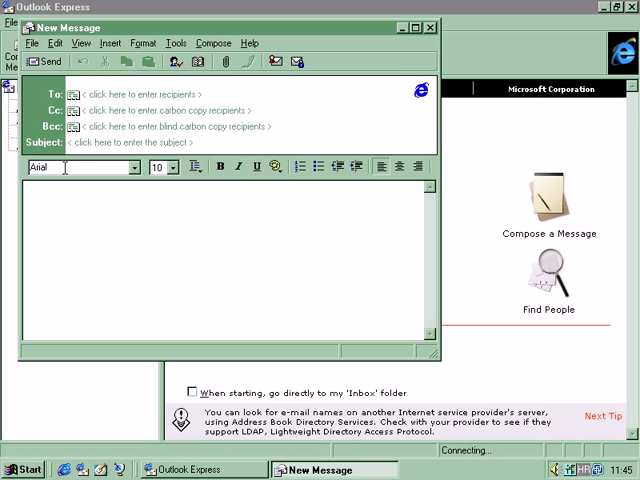 Outlook Express
New Message
File Edit View Insert Format Tools Compose Help
Send
To: < click here to enter recipients >
Cc: < click here to enter carbon copy recipients >
Bcc: < click here to enter blind carbon copy recipients >
Subject: < click here to enter the subject >
Arial 10 B I U
Microsoft Corporation
Compose a Message
Find People
When starting, go directly to my 'Inbox' folder
You can look for e-mail names on another Internet service provider's server,
using Address Book Directory Services. Check with your provider to see if they
support LDAP, Lightweight Directory Access Protocol.
Next Tip
Connecting...
Start Outlook Express New Message HR 11:45